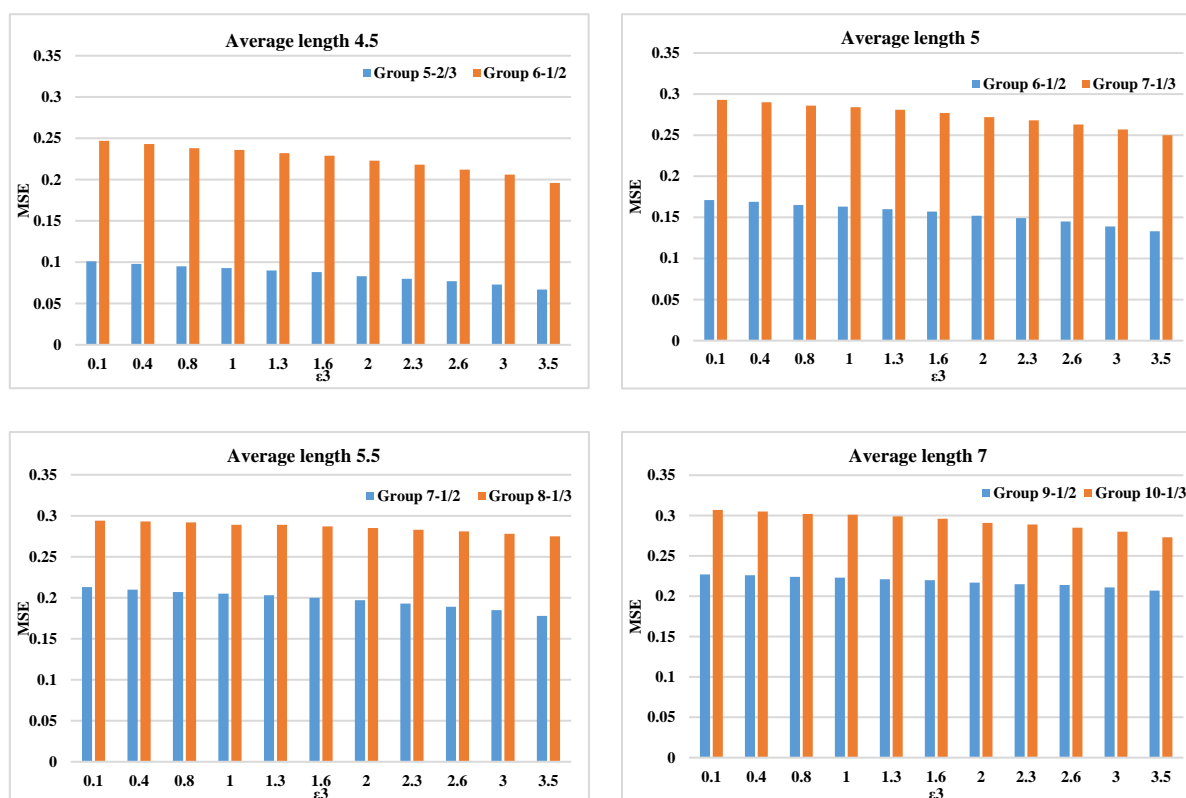 Average length 4.5
Group 5-2/3 Group 6-1/2
0.35
0.3
0.25
0.2
0.15
0.1
0.05
0
MSE
0.1 0.4 0.8 1 1.3 1.6 2 2.3 2.6 3 3.5
ε3
Average length 5
Group 6-1/2 Group 7-1/3
0.35
0.3
0.25
0.2
0.15
0.1
0.05
0
MSE
0.1 0.4 0.8 1 1.3 1.6 2 2.3 2.6 3 3.5
ε3
Average length 5.5
Group 7-1/2 Group 8-1/3
0.35
0.3
0.25
0.2
0.15
0.1
0.05
0
MSE
0.1 0.4 0.8 1 1.3 1.6 2 2.3 2.6 3 3.5
ε3
Average length 7
Group 9-1/2 Group 10-1/3
0.35
0.3
0.25
0.2
0.15
0.1
0.05
0
MSE
0.1 0.4 0.8 1 1.3 1.6 2 2.3 2.6 3 3.5
ε3